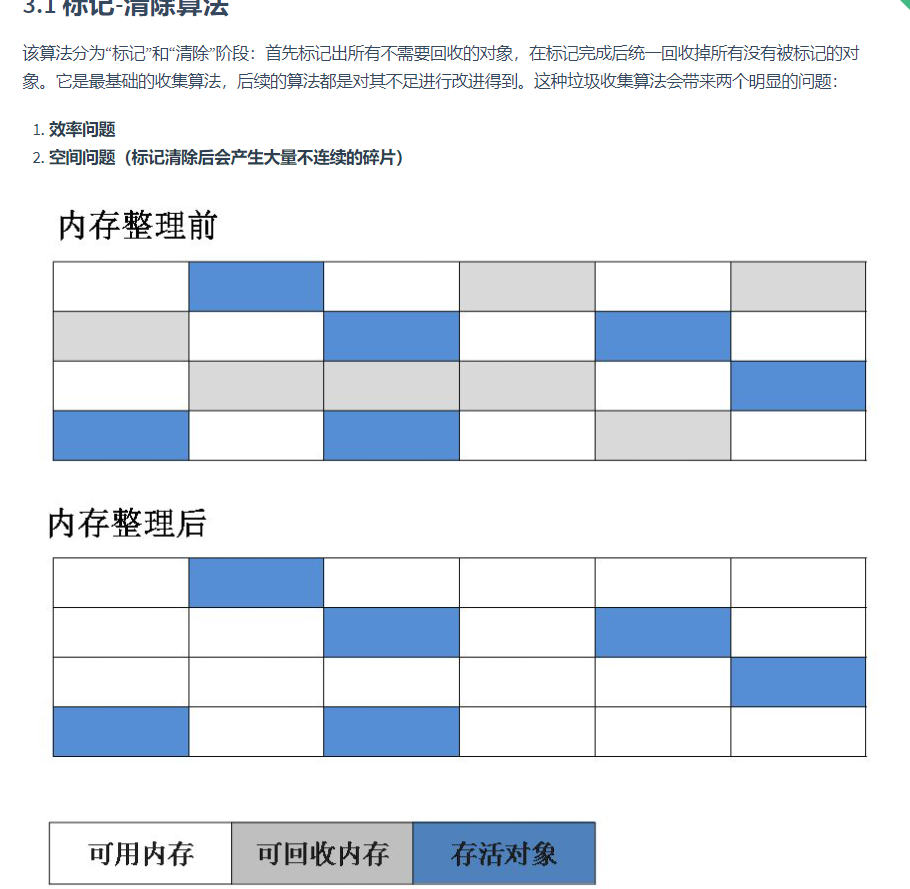 3.1 标记-清除算法
该算法分为“标记”和“清除”阶段：首先标记出所有不需要回收的对象，在标记完成后统一回收掉所有没有被标记的对
象。它是最基础的收集算法，后续的算法都是对其不足进行改进得到。这种垃圾收集算法会带来两个明显的问题：
1. 效率问题
2. 空间问题（标记清除后会产生大量不连续的碎片）
内存整理前
内存整理后
可用内存 可回收内存 存活对象